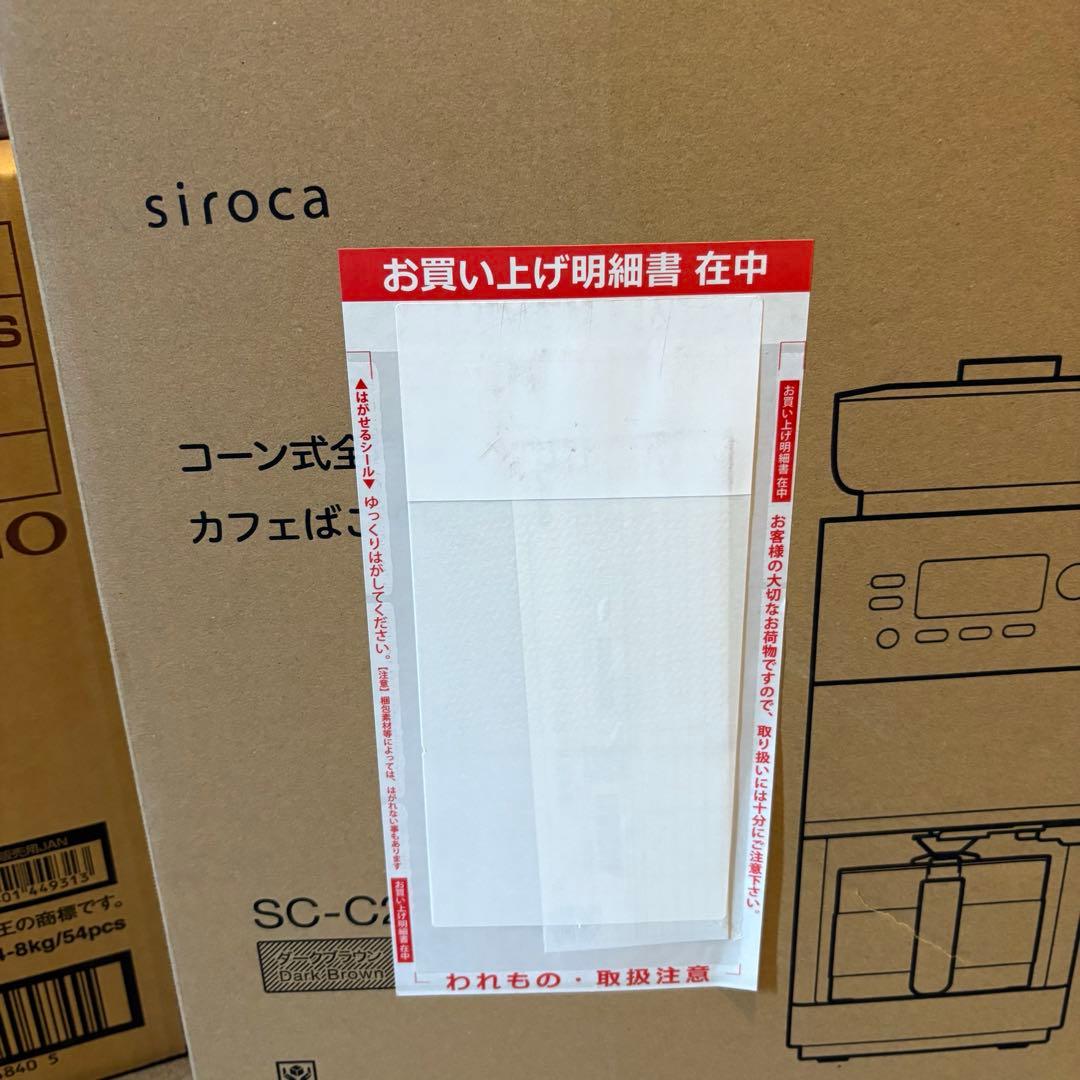 siroca
お買い上げ明細書 在中
コーン式全
カフェば
▲はがせるシール▼ ゆっくりはがしてください。
【注意】梱包素材等によっては、はがれない事もあります
お買い上げ明細書 在中
お買い上げ明細書 在中
お客様の大切なお荷物ですので、取り扱いには十分にご注意下さい。
SC-C2
ダークブラウン
Dark Brown
われもの・取扱注意
S
IO
販売用JAN
01 449313
王の商標です。
4-8kg/54pcs
4840 5